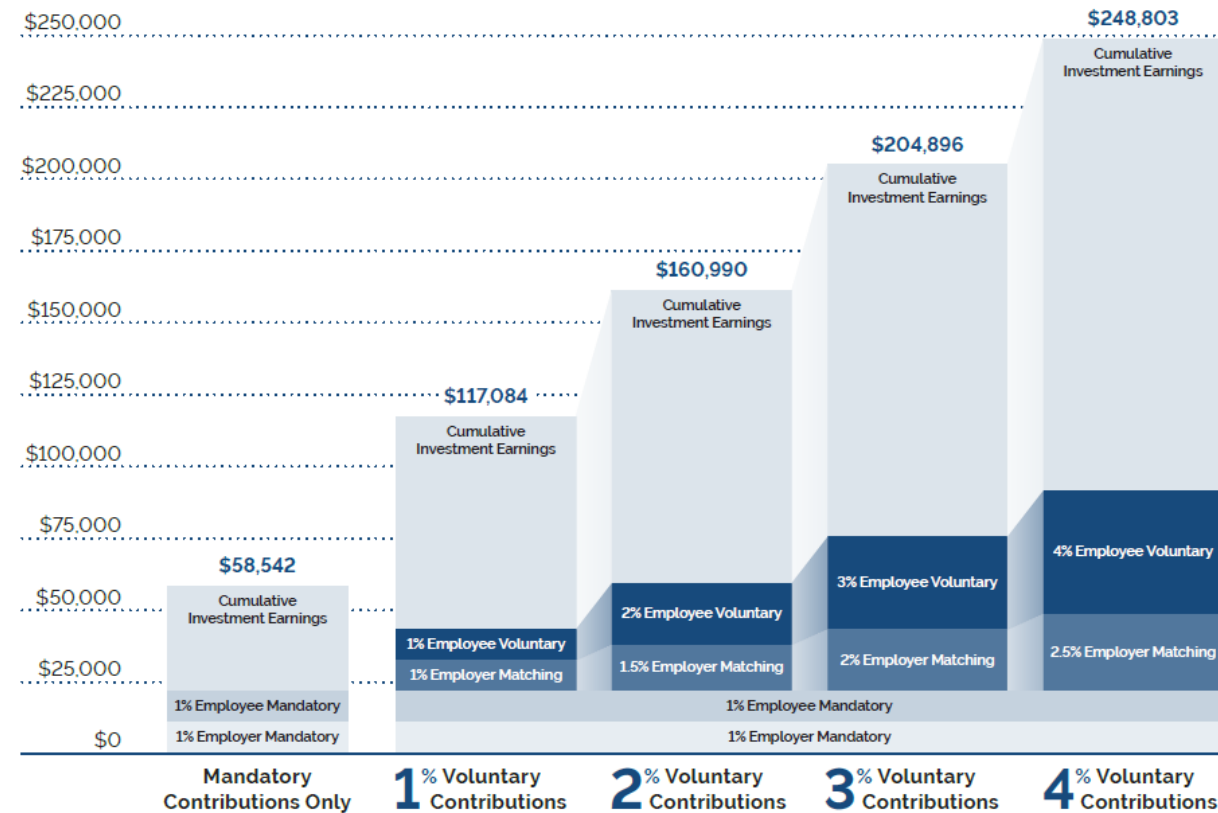 $250,000
$225,000
$200,000
$175,000
$150,000
$125,000
$100,000
$75,000
$50,000
$25,000
$0
$58,542
Cumulative
Investment Earnings
1% Employee Mandatory
1% Employer Mandatory
Mandatory
Contributions Only
$117,084
Cumulative
Investment Earnings
1% Employee Voluntary
1% Employer Matching
1% Voluntary
Contributions
$160,990
Cumulative
Investment Earnings
2% Employee Voluntary
1.5% Employer Matching
2% Voluntary
Contributions
$204,896
Cumulative
Investment Earnings
3% Employee Voluntary
2% Employer Matching
3% Voluntary
Contributions
$248,803
Cumulative
Investment Earnings
4% Employee Voluntary
2.5% Employer Matching
4% Voluntary
Contributions
1% Employee Mandatory
1% Employer Mandatory